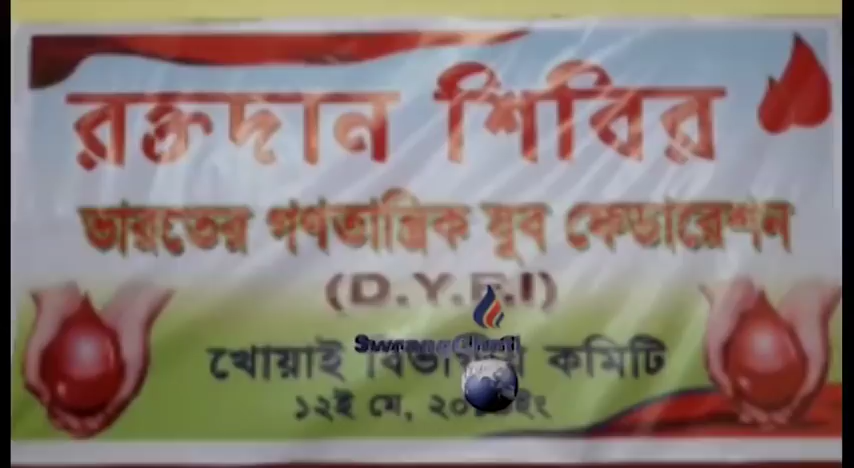 রক্তদান শিবির
ভারতের গণতান্ত্রিক যুব ফেডারেশন
(D.Y.F.I)
খোয়াই বিভাগীয় কমিটি
১২ই মে,